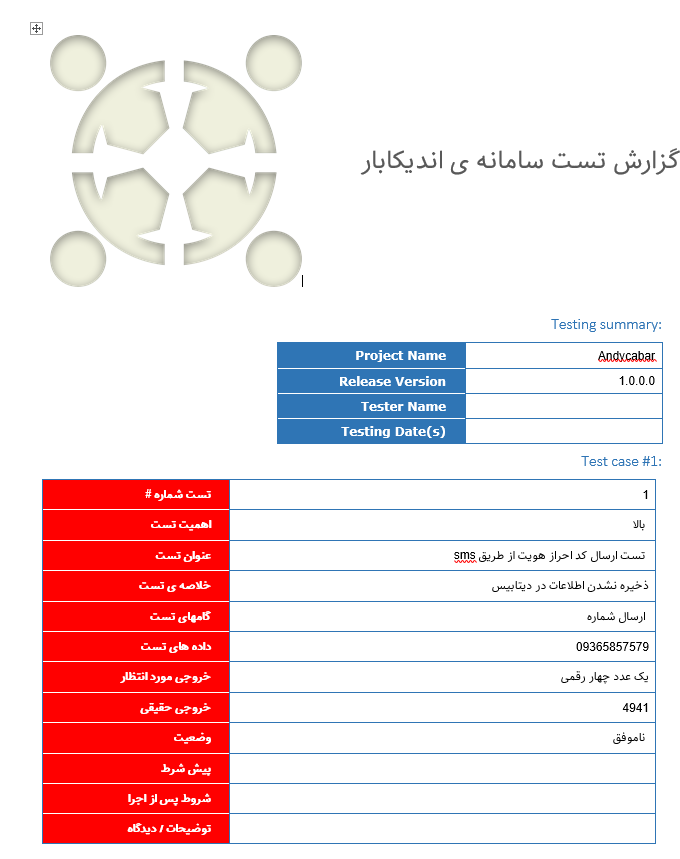 گزارش تست سامانه ی اندیکابار
Testing summary:
Project Name Andycabar
Release Version 1.0.0.0
Tester Name
Testing Date(s)
Test case #1:
تست شماره # 1
اهمیت تست بالا
عنوان تست تست ارسال کد احراز هویت از طریق sms
خلاصه ی تست ذخیره نشدن اطلاعات در دیتابیس
گامهای تست ارسال شماره
داده های تست 09365857579
خروجی مورد انتظار یک عدد چهار رقمی
خروجی حقیقی 4941
وضعیت ناموفق
پیش شرط
شروط پس از اجرا
توضیحات / دیدگاه